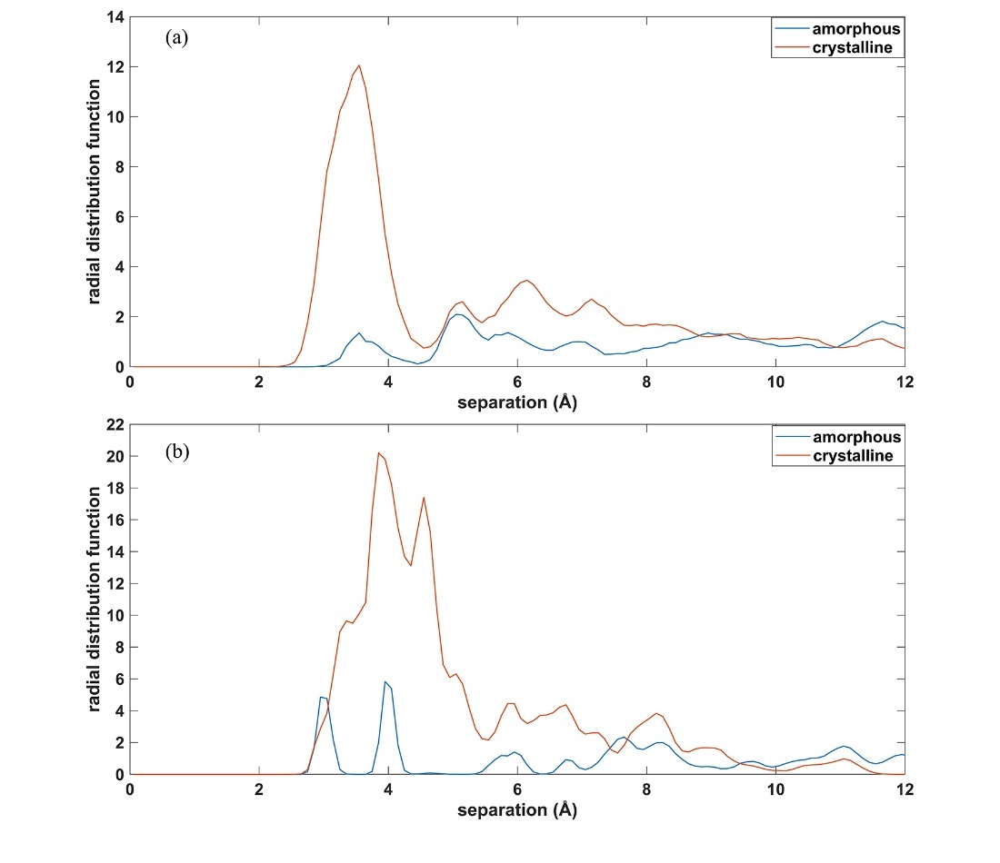 (a)
amorphous
crystalline
radial distribution function
14
12
10
8
6
4
2
0
0 2 4 6 8 10 12
separation (Å)
(b)
amorphous
crystalline
radial distribution function
22
20
18
16
14
12
10
8
6
4
2
0
0 2 4 6 8 10 12
separation (Å)